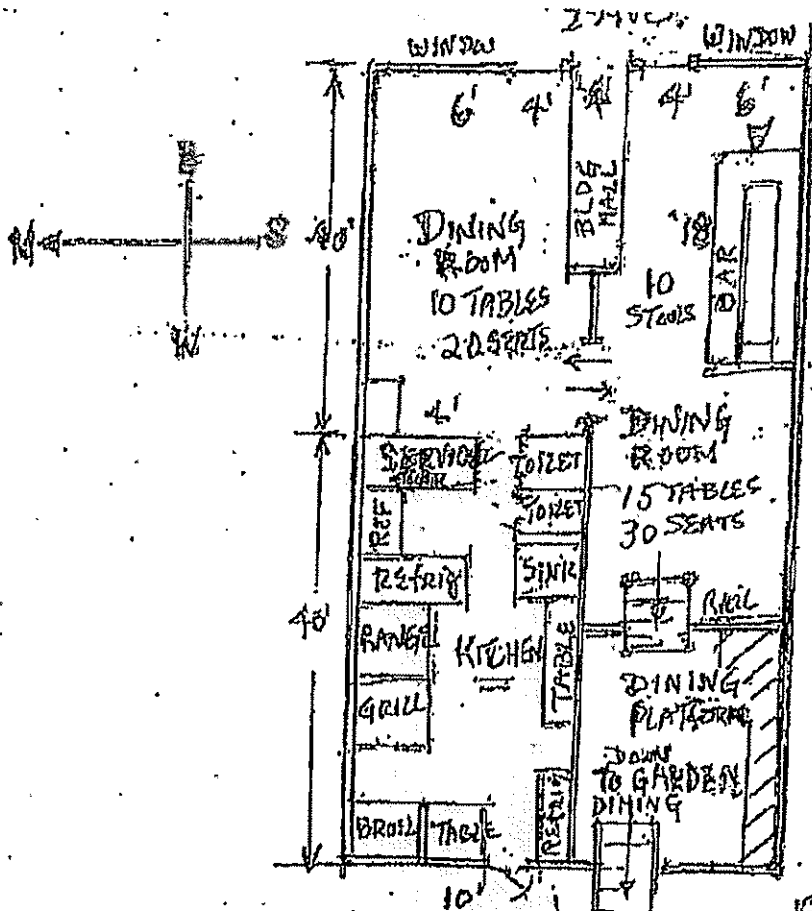 WINDOW
WINDOW
6'
4'
4'
4'
6'
BLDG
HALL
40'
18'
BAR
DINING
ROOM
10 TABLES
20 SEATS
10
STOOLS
4'
DINING
ROOM
15 TABLES
30 SEATS
SERVICE
TOILET
TOILET
REF
REFRIG
SINK
RAIL
40'
RANGE
KITCHEN
TABLE
GRILL
DINING
PLATFORM
DOWN
TO GARDEN
DINING
BROIL
TABLE
REFRIG
10'